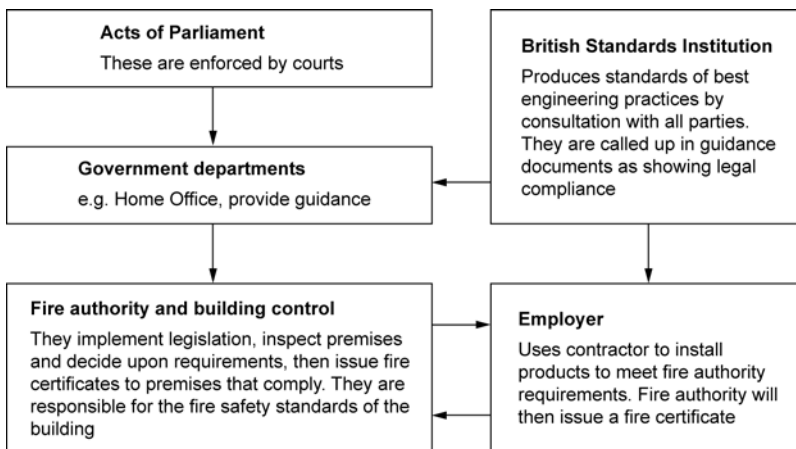 Acts of Parliament
These are enforced by courts
British Standards Institution
Produces standards of best
engineering practices by
consultation with all parties.
They are called up in guidance
documents as showing legal
compliance
Government departments
e.g. Home Office, provide guidance
Fire authority and building control
They implement legislation, inspect premises
and decide upon requirements, then issue fire
certificates to premises that comply. They are
responsible for the fire safety standards of the
building
Employer
Uses contractor to install
products to meet fire authority
requirements. Fire authority will
then issue a fire certificate